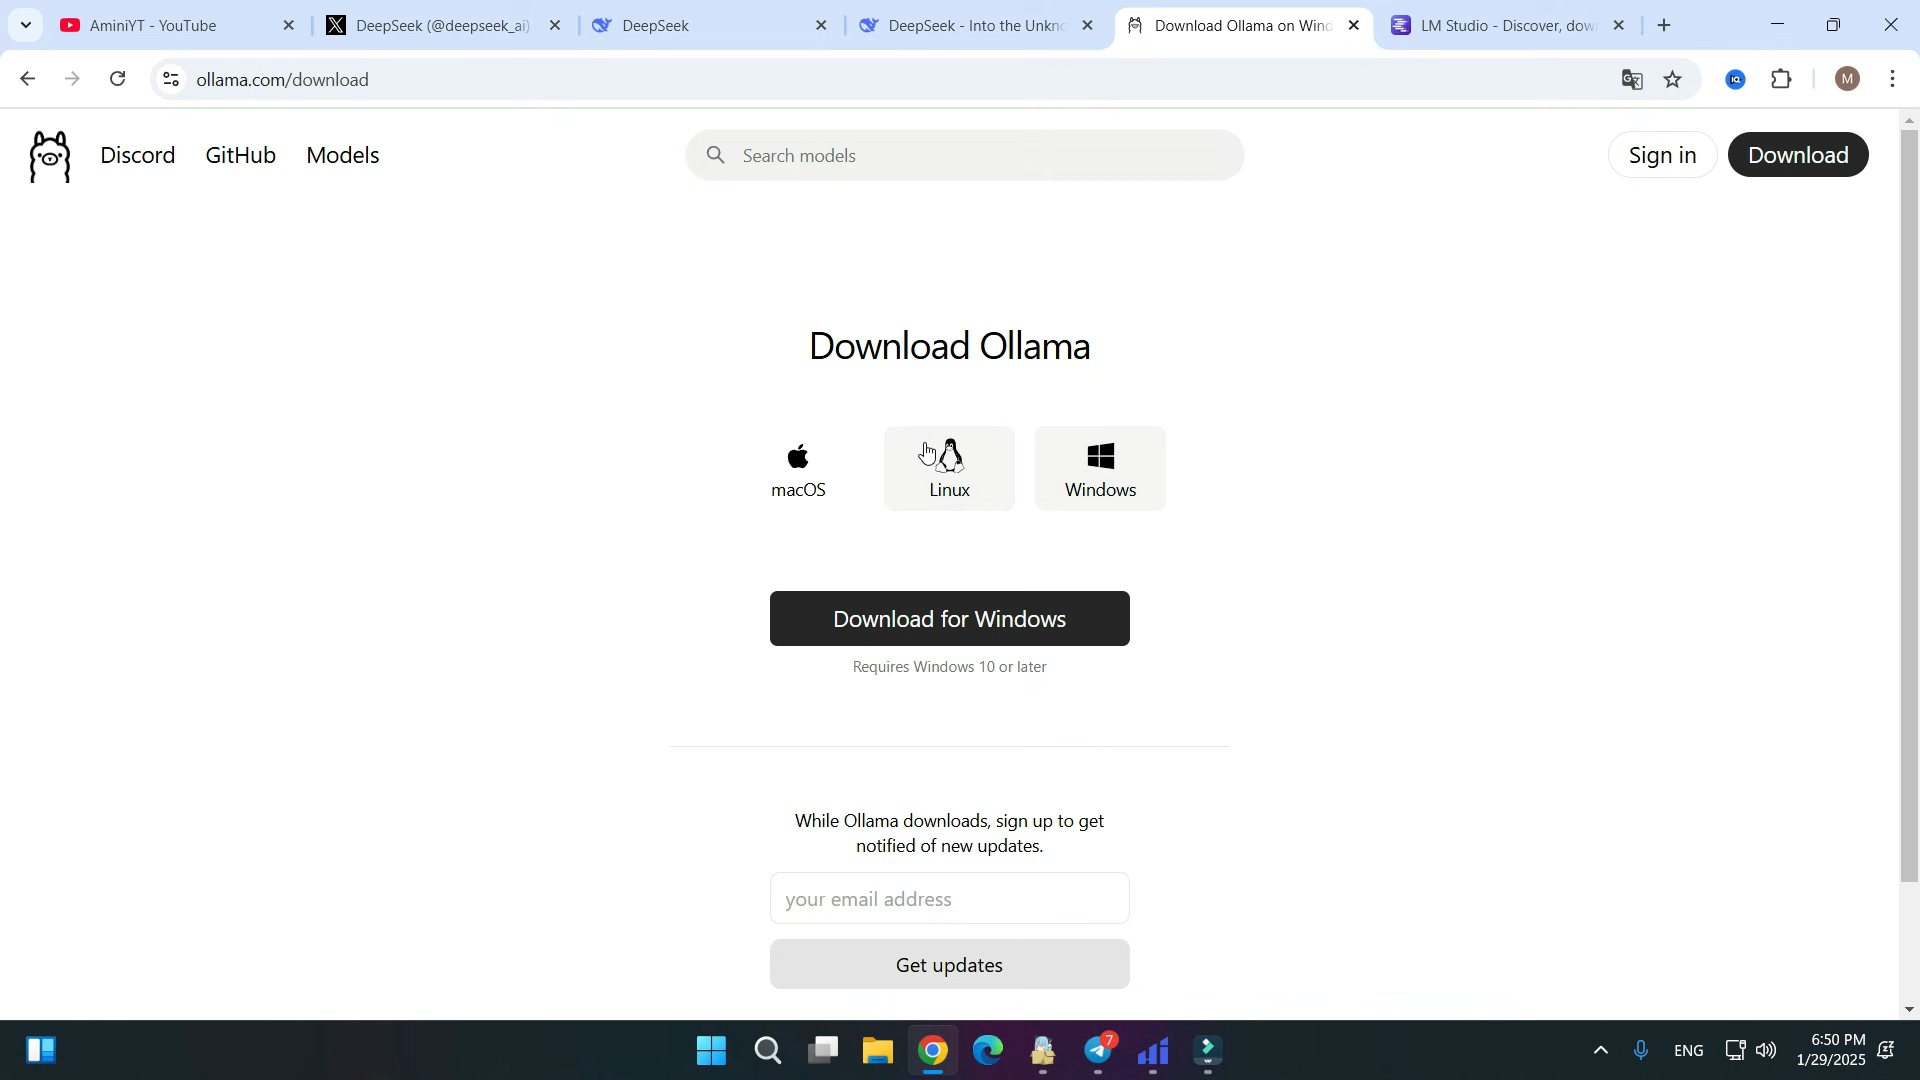 AminiYT - YouTube
DeepSeek (@deepseek_ai)
DeepSeek
DeepSeek - Into the Unkno
Download Ollama on Wind
LM Studio - Discover, dow
ollama.com/download
M
Discord
GitHub
Models
Search models
Sign in
Download
Download Ollama
macOS
Linux
Windows
Download for Windows
Requires Windows 10 or later
While Ollama downloads, sign up to get
notified of new updates.
your email address
Get updates
7
ENG
6:50 PM
1/29/2025